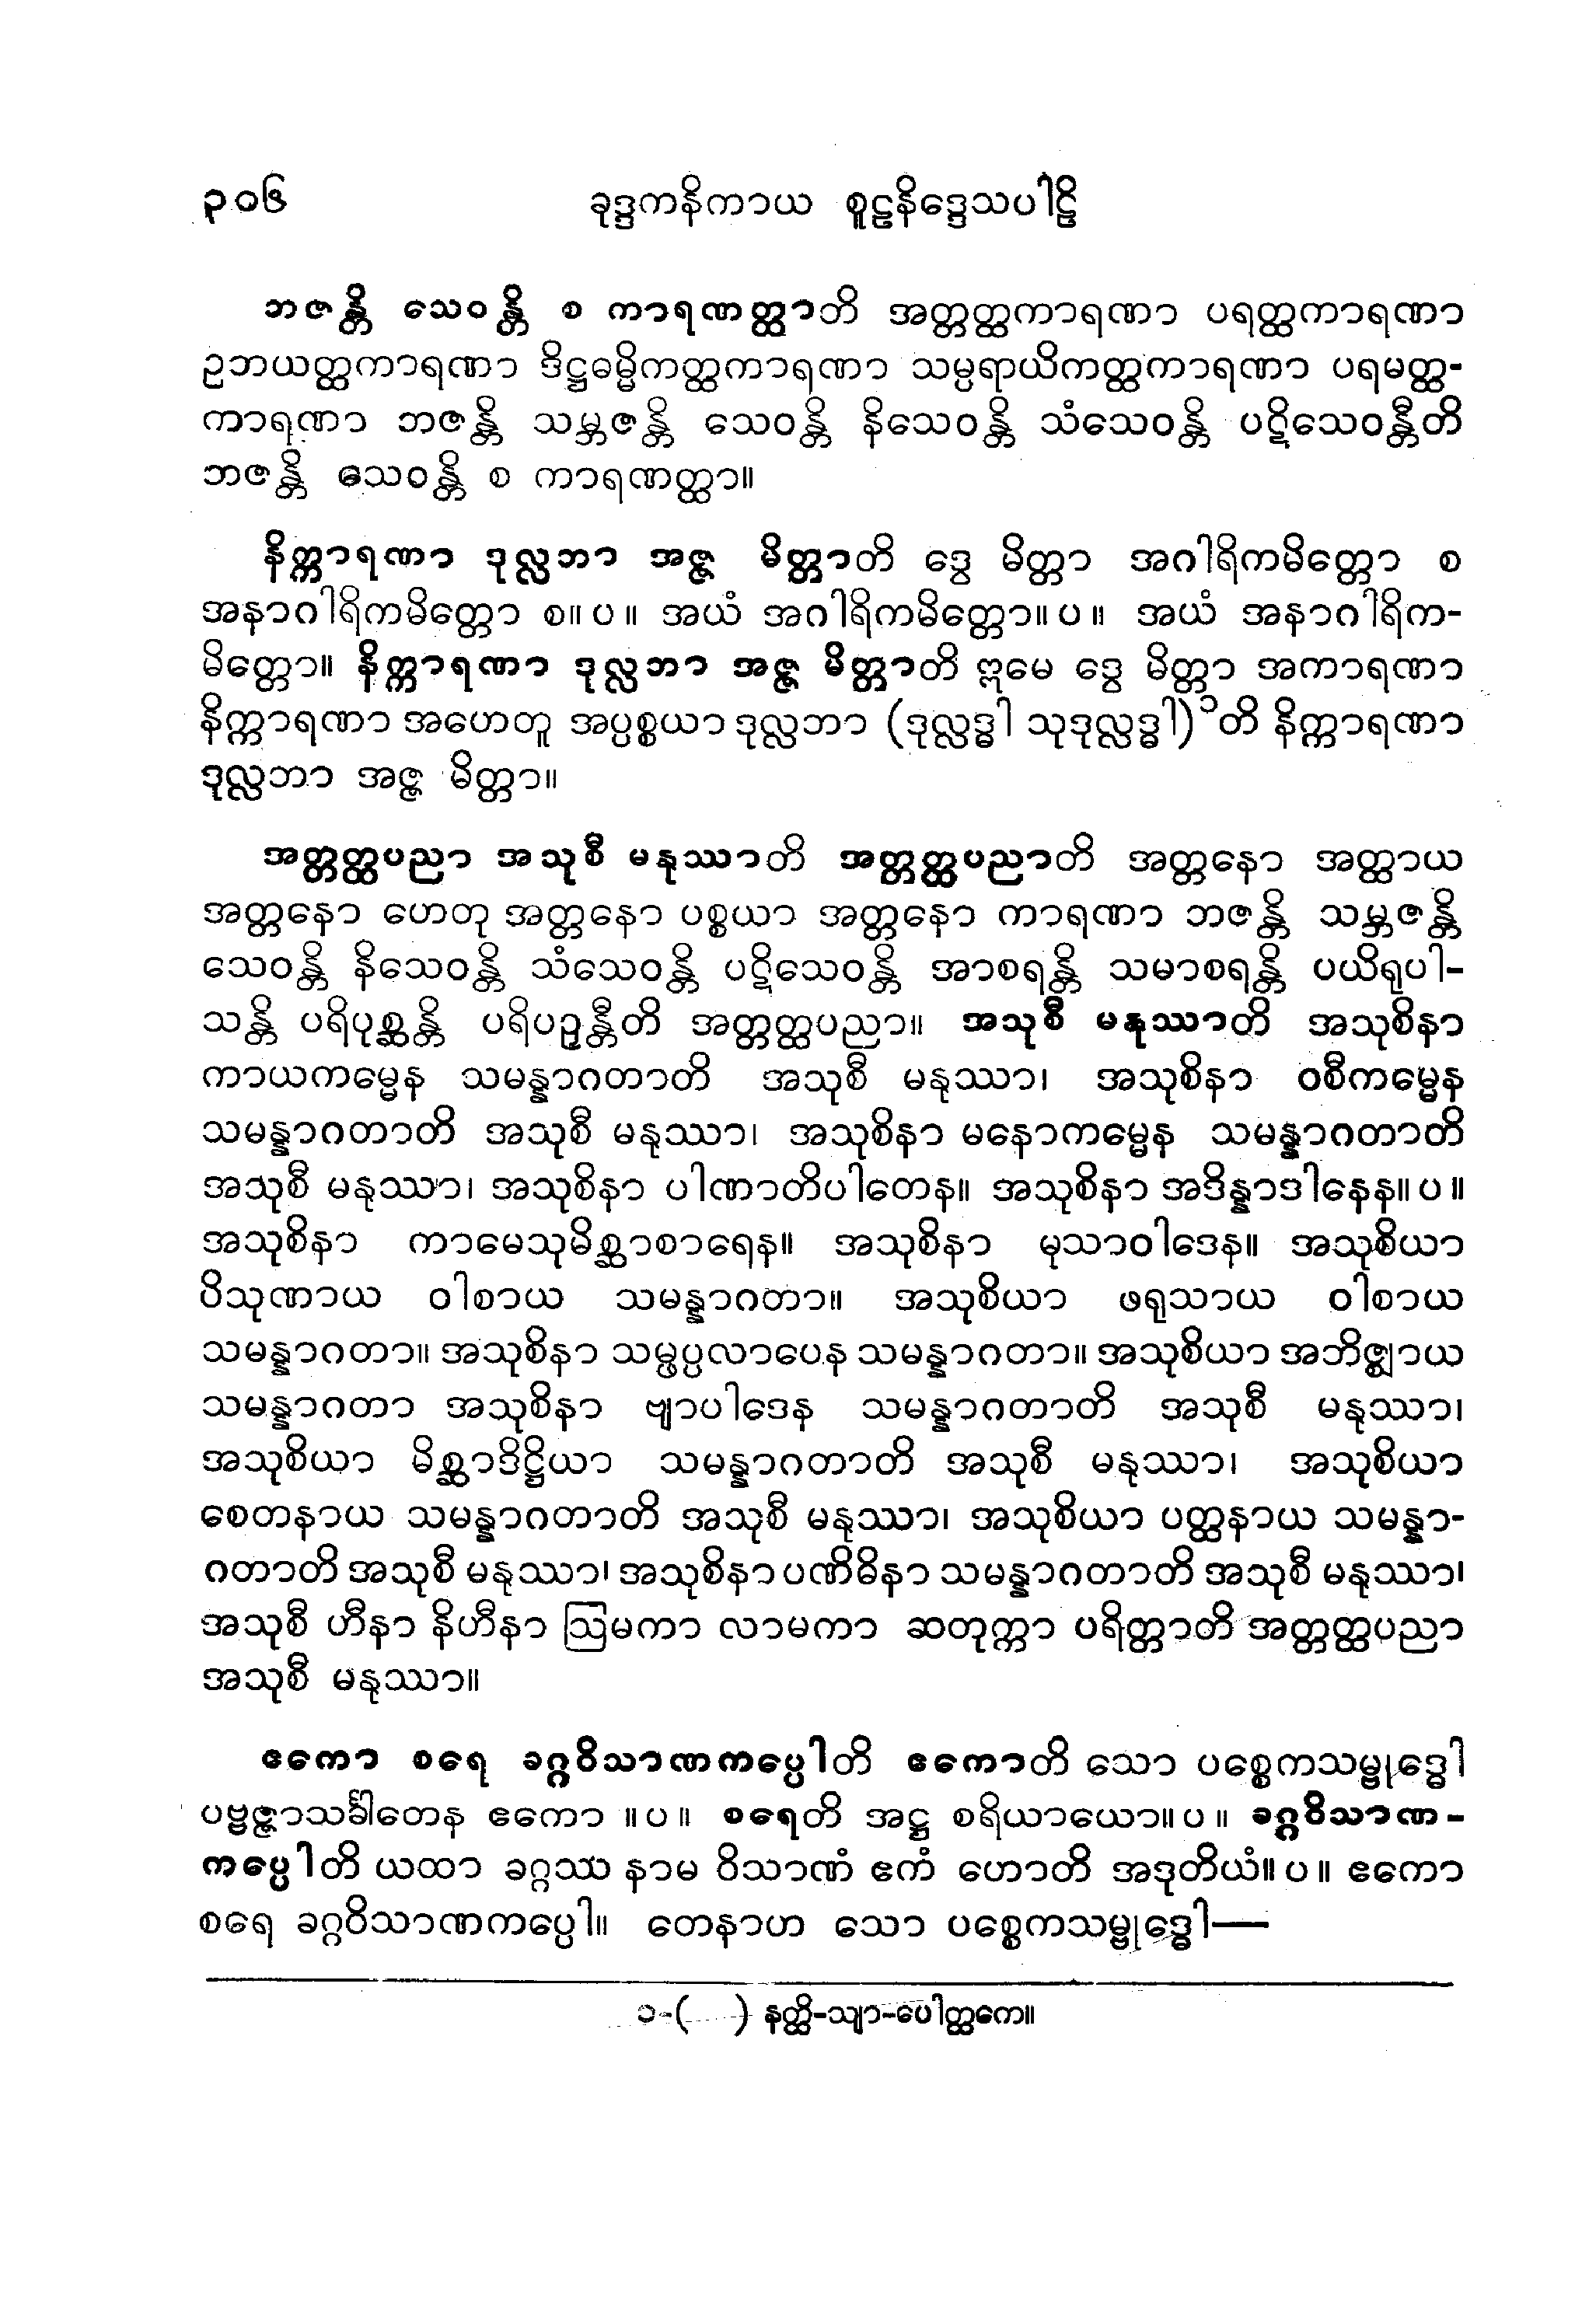 ၃၀၆ ခုဒ္ဒကနိကာယ စူဠနိဒ္ဒေသပါဠိ
ဘဇန္တိ သေဝန္တိ စ ကာရဏတ္ထာတိ အတ္တတ္ထကာရဏာ ပရတ္ထကာရဏာ
ဥဘယတ္ထကာရဏာ ဒိဋ္ဌဓမ္မိကတ္ထကာရဏာ သမ္ပရာယိကတ္ထကာရဏာ ပရမတ္ထ-
ကာရဏာ ဘဇန္တိ သမ္ဘဇန္တိ သေဝန္တိ နိသေဝန္တိ သံသေဝန္တိ ပဋိသေဝန္တီတိ
ဘဇန္တိ သေဝန္တိ စ ကာရဏတ္ထာ။
နိက္ကာရဏာ ဒုလ္လဘာ အဇ္ဇ မိတ္တာတိ ဒွေ မိတ္တာ အဂါရိကမိတ္တော စ
အနာဂါရိကမိတ္တော စ။ ပ။ အယံ အဂါရိကမိတ္တော။ ပ။ အယံ အနာဂါရိက-
မိတ္တော။ နိက္ကာရဏာ ဒုလ္လဘာ အဇ္ဇ မိတ္တာတိ ဣမေ ဒွေ မိတ္တာ အကာရဏာ
နိက္ကာရဏာ အဟေတူ အပ္ပစ္စယာ ဒုလ္လဘာ (ဒုလ္လဒ္ဓါ သုဒုလ္လဒ္ဓါ)၁တိ နိက္ကာရဏာ
ဒုလ္လဘာ အဇ္ဇ မိတ္တာ။
အတ္တတ္ထပညာ အသုစီ မနုဿာတိ အတ္တတ္ထပညာတိ အတ္တနော အတ္ထာယ
အတ္တနော ဟေတု အတ္တနော ပစ္စယာ အတ္တနော ကာရဏာ ဘဇန္တိ သမ္ဘဇန္တိ
သေဝန္တိ နိသေဝန္တိ သံသေဝန္တိ ပဋိသေဝန္တိ အာစရန္တိ သမာစရန္တိ ပယိရုပါ-
သန္တိ ပရိပုစ္ဆန္တိ ပရိပဉှန္တီတိ အတ္တတ္ထပညာ။ အသုစီ မနုဿာတိ အသုစိနာ
ကာယကမ္မေန သမန္နာဂတာတိ အသုစီ မနုဿာ၊ အသုစိနာ ဝစီကမ္မေန
သမန္နာဂတာတိ အသုစီ မနုဿာ၊ အသုစိနာ မနောကမ္မေန သမန္နာဂတာတိ
အသုစီ မနုဿာ၊ အသုစိနာ ပါဏာတိပါတေန။ အသုစိနာ အဒိန္နာဒါနေန။ ပ။
အသုစိနာ ကာမေသုမိစ္ဆာစာရေန။ အသုစိနာ မုသာဝါဒေန။ အသုစိယာ
ပိသုဏာယ ဝါစာယ သမန္နာဂတာ။ အသုစိယာ ဖရုသာယ ဝါစာယ
သမန္နာဂတာ။ အသုစိနာ သမ္ဖပ္ပလာပေန သမန္နာဂတာ။ အသုစိယာ အဘိဇ္ဈာယ
သမန္နာဂတာ အသုစိနာ ဗျာပါဒေန သမန္နာဂတာတိ အသုစီ မနုဿာ၊
အသုစိယာ မိစ္ဆာဒိဋ္ဌိယာ သမန္နာဂတာတိ အသုစီ မနုဿာ၊ အသုစိယာ
စေတနာယ သမန္နာဂတာတိ အသုစီ မနုဿာ၊ အသုစိယာ ပတ္ထနာယ သမန္နာ-
ဂတာတိ အသုစီ မနုဿာ၊ အသုစိနာ ပဏိဓိနာ သမန္နာဂတာတိ အသုစီ မနုဿာ၊
အသုစီ ဟီနာ နိဟီနာ ဩမကာ လာမကာ ဆတုက္ကာ ပရိတ္တာတိ အတ္တတ္ထပညာ
အသုစီ မနုဿာ။
ဧကော စရေ ခဂ္ဂဝိသာဏကပ္ပေါတိ ဧကောတိ သော ပစ္စေကသမ္ဗုဒ္ဓေါ
ပဗ္ဗဇ္ဇာသင်္ခါတေန ဧကော ။ ပ။ စရေတိ အဋ္ဌ စရိယာယော။ ပ။ ခဂ္ဂဝိသာဏ-
ကပ္ပေါတိ ယထာ ခဂ္ဂဿ နာမ ဝိသာဏံ ဧကံ ဟောတိ အဒုတိယံ။ ပ။ ဧကော
စရေ ခဂ္ဂဝိသာဏကပ္ပေါ။ တေနာဟ သော ပစ္စေကသမ္ဗုဒ္ဓေါ—
၁-( ) နတ္ထိ-သျာ-ပေါတ္ထကေ။